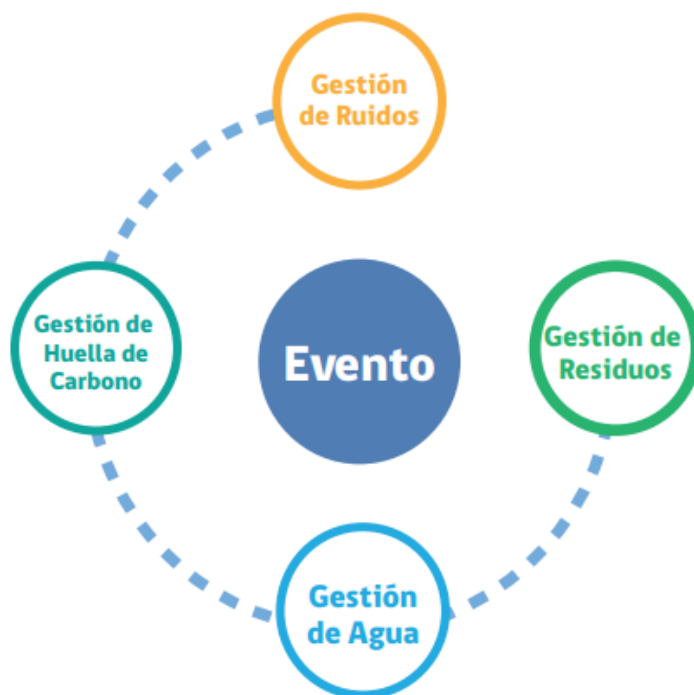 Gestión
de Ruidos
Gestión de
Huella de
Carbono
Evento
Gestión de
Residuos
Gestión
de Agua